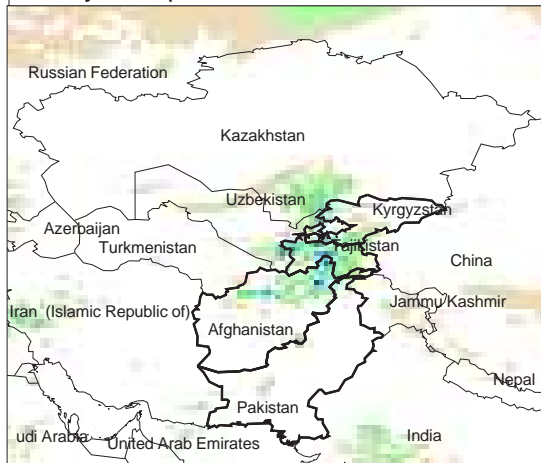 Russian Federation
Kazakhstan
Uzbekistan
Kyrgyzstan
Azerbaijan
Turkmenistan
Tajikistan
China
Iran (Islamic Republic of)
Jammu Kashmir
Afghanistan
Nepal
Pakistan
udi Arabia
United Arab Emirates
India